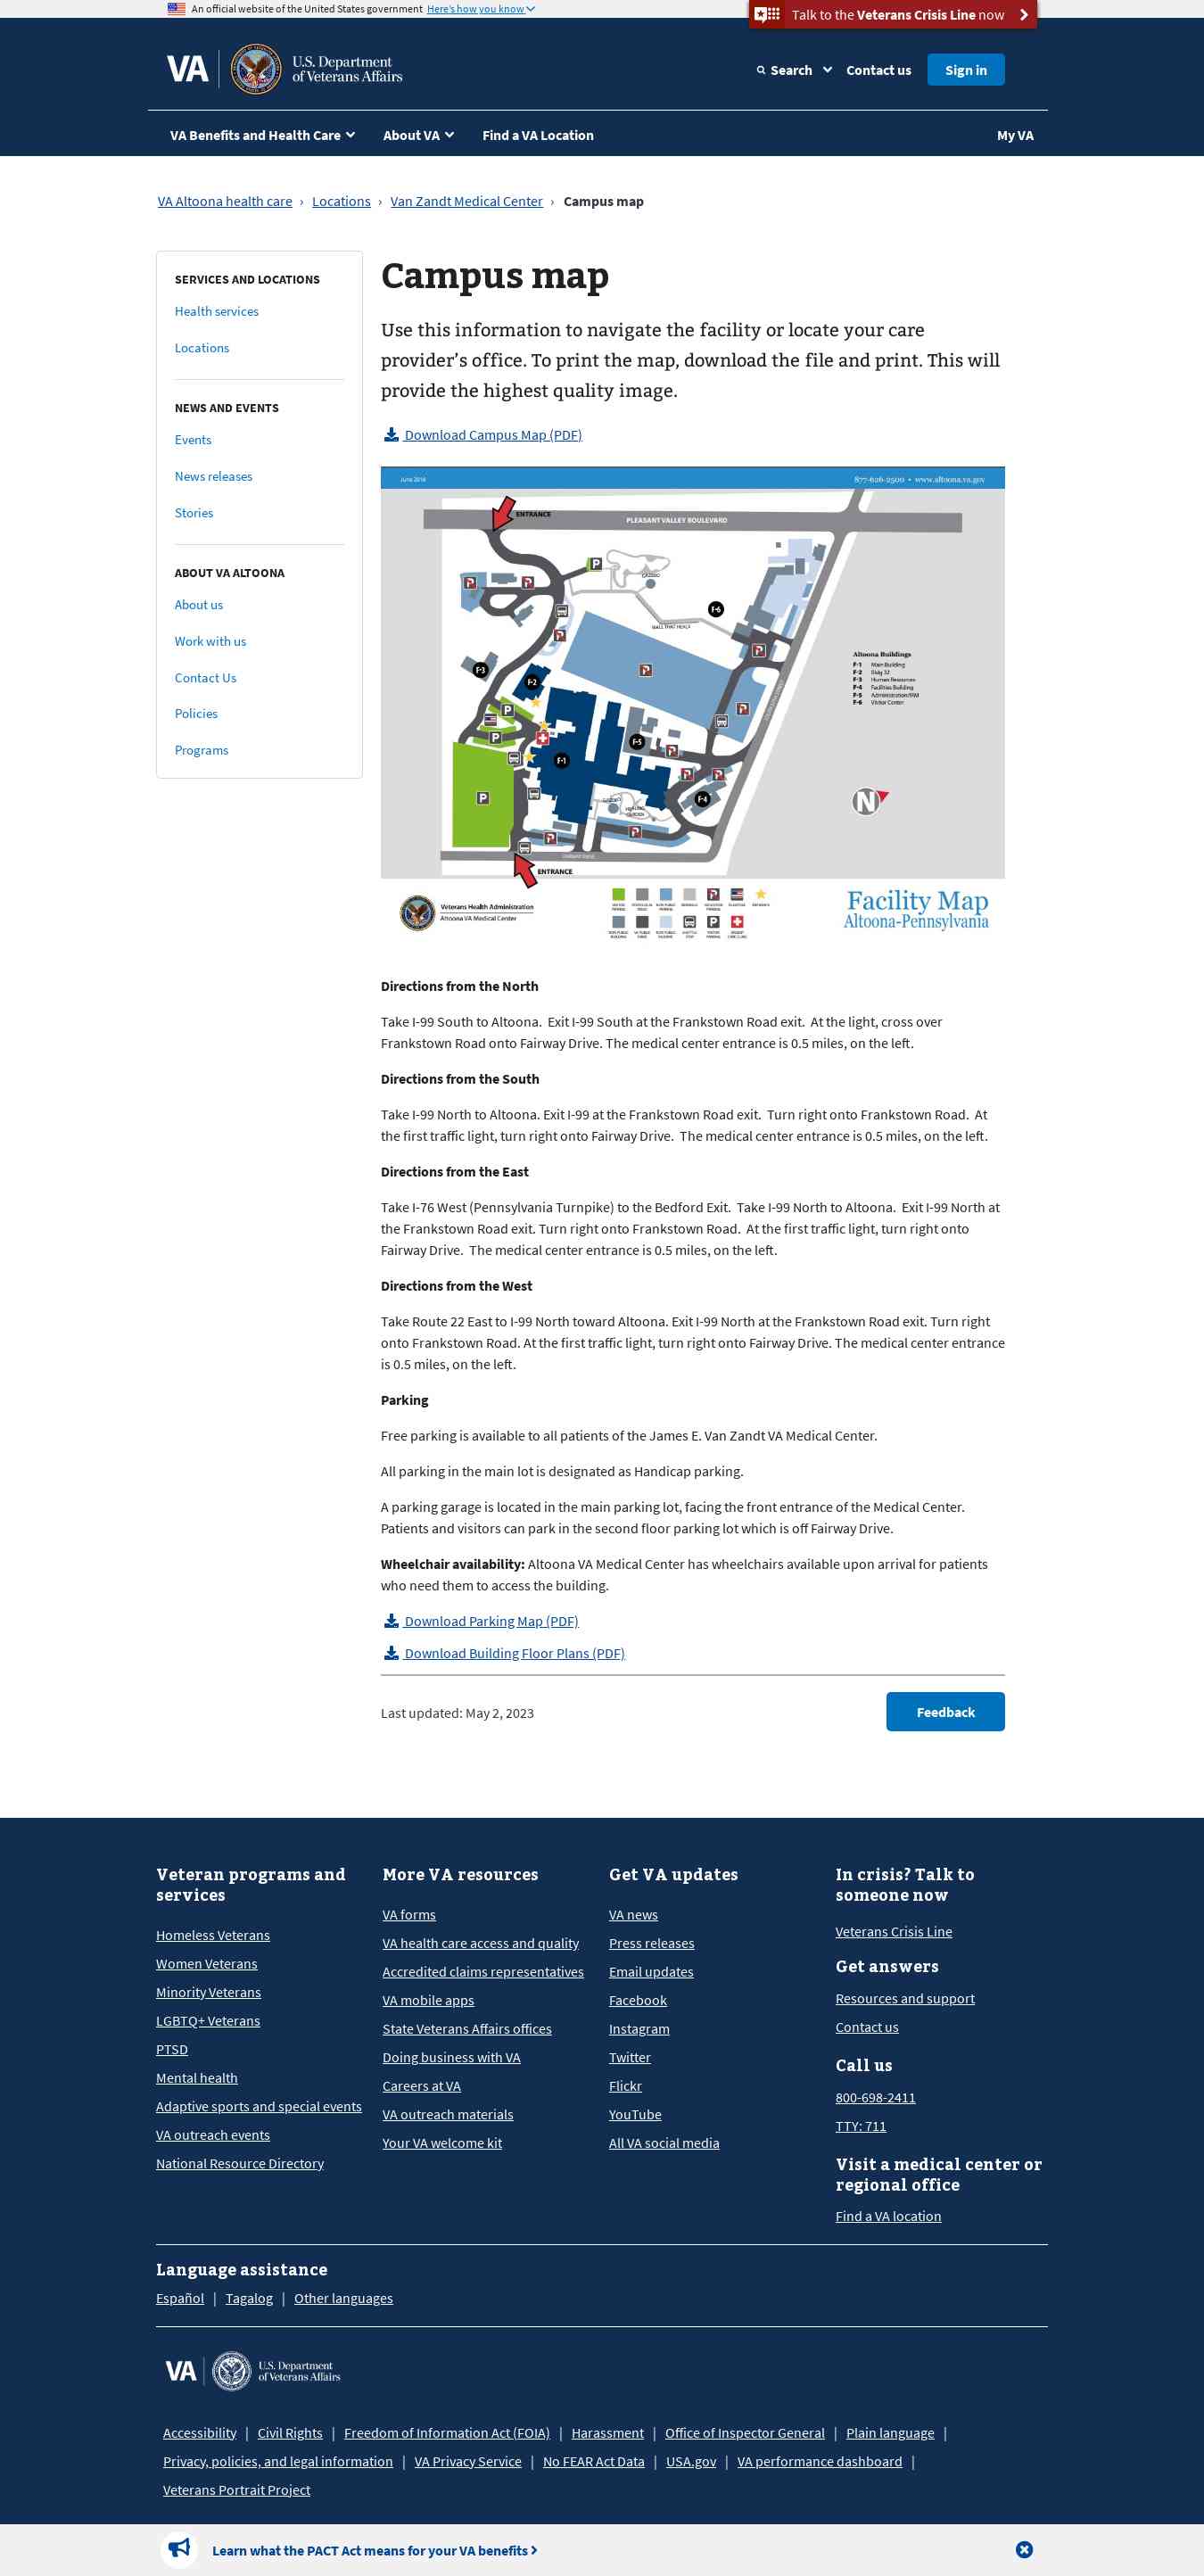 An official website of the United States government Here's how you know
Talk to the Veterans Crisis Line now
VA
U.S. Department
of Veterans Affairs
Search
Contact us
Sign in
VA Benefits and Health Care
About VA
Find a VA Location
My VA
VA Altoona health care › Locations › Van Zandt Medical Center › Campus map
SERVICES AND LOCATIONS
Health services
Locations
NEWS AND EVENTS
Events
News releases
Stories
ABOUT VA ALTOONA
About us
Work with us
Contact Us
Policies
Programs
Campus map
Use this information to navigate the facility or locate your care
provider's office. To print the map, download the file and print. This will
provide the highest quality image.
Download Campus Map (PDF)
877-626-2500 • www.altoona.va.gov
ENTRANCE
PLEASANT VALLEY BOULEVARD
P
GAZEBO
F-6
F-3
F-2
P
P
F-5
F-1
P
F-4
Altoona Buildings
F-1 Main Building
F-2 Bldg 32
F-3 Human Resources
F-4 Facilities Building
F-5 Administration/FIM
F-6 Visitor Center
N
ENTRANCE
Veterans Health Administration
Altoona VA Medical Center
P
Facility Map
Altoona-Pennsylvania
Directions from the North
Take I-99 South to Altoona. Exit I-99 South at the Frankstown Road exit. At the light, cross over
Frankstown Road onto Fairway Drive. The medical center entrance is 0.5 miles, on the left.
Directions from the South
Take I-99 North to Altoona. Exit I-99 at the Frankstown Road exit. Turn right onto Frankstown Road. At
the first traffic light, turn right onto Fairway Drive. The medical center entrance is 0.5 miles, on the left.
Directions from the East
Take I-76 West (Pennsylvania Turnpike) to the Bedford Exit. Take I-99 North to Altoona. Exit I-99 North at
the Frankstown Road exit. Turn right onto Frankstown Road. At the first traffic light, turn right onto
Fairway Drive. The medical center entrance is 0.5 miles, on the left.
Directions from the West
Take Route 22 East to I-99 North toward Altoona. Exit I-99 North at the Frankstown Road exit. Turn right
onto Frankstown Road. At the first traffic light, turn right onto Fairway Drive. The medical center entrance
is 0.5 miles, on the left.
Parking
Free parking is available to all patients of the James E. Van Zandt VA Medical Center.
All parking in the main lot is designated as Handicap parking.
A parking garage is located in the main parking lot, facing the front entrance of the Medical Center.
Patients and visitors can park in the second floor parking lot which is off Fairway Drive.
Wheelchair availability: Altoona VA Medical Center has wheelchairs available upon arrival for patients
who need them to access the building.
Download Parking Map (PDF)
Download Building Floor Plans (PDF)
Last updated: May 2, 2023
Feedback
Veteran programs and
services
Homeless Veterans
Women Veterans
Minority Veterans
LGBTQ+ Veterans
PTSD
Mental health
Adaptive sports and special events
VA outreach events
National Resource Directory
More VA resources
VA forms
VA health care access and quality
Accredited claims representatives
VA mobile apps
State Veterans Affairs offices
Doing business with VA
Careers at VA
VA outreach materials
Your VA welcome kit
Get VA updates
VA news
Press releases
Email updates
Facebook
Instagram
Twitter
Flickr
YouTube
All VA social media
In crisis? Talk to
someone now
Veterans Crisis Line
Get answers
Resources and support
Contact us
Call us
800-698-2411
TTY: 711
Visit a medical center or
regional office
Find a VA location
Language assistance
Español | Tagalog | Other languages
VA
U.S. Department
of Veterans Affairs
Accessibility | Civil Rights | Freedom of Information Act (FOIA) | Harassment | Office of Inspector General | Plain language |
Privacy, policies, and legal information | VA Privacy Service | No FEAR Act Data | USA.gov | VA performance dashboard |
Veterans Portrait Project
Learn what the PACT Act means for your VA benefits